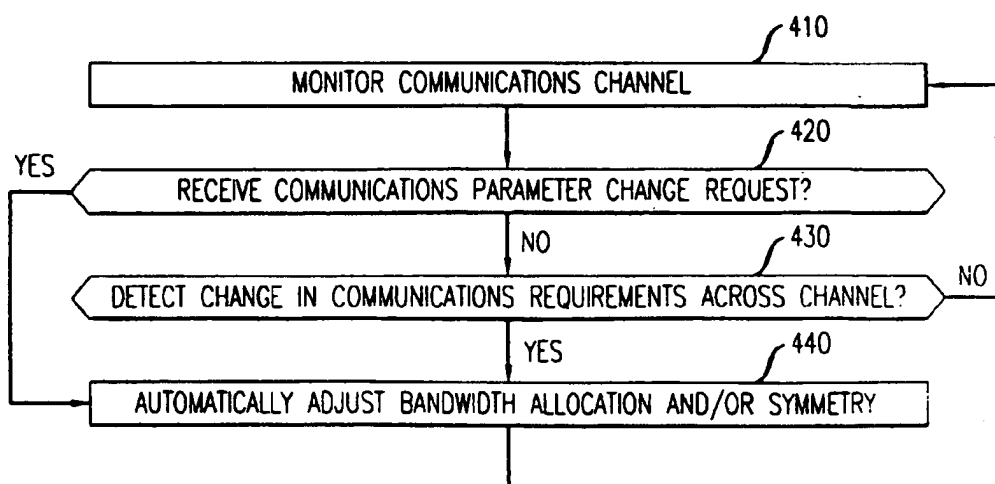 410
MONITOR COMMUNICATIONS CHANNEL
420
YES
RECEIVE COMMUNICATIONS PARAMETER CHANGE REQUEST?
NO
430
DETECT CHANGE IN COMMUNICATIONS REQUIREMENTS ACROSS CHANNEL?
NO
YES
440
AUTOMATICALLY ADJUST BANDWIDTH ALLOCATION AND/OR SYMMETRY